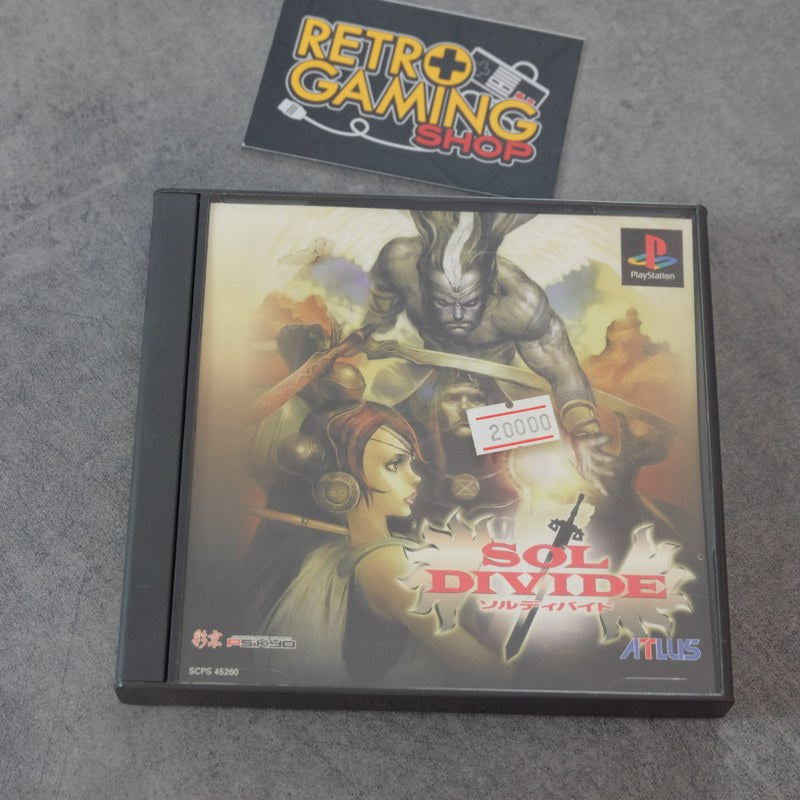 RETRO
GAMING
SHOP
PlayStation
20000
SOL
DIVIDE
ソルディバイド
彩京 PSIKYO
ATLUS
SCPS 45260